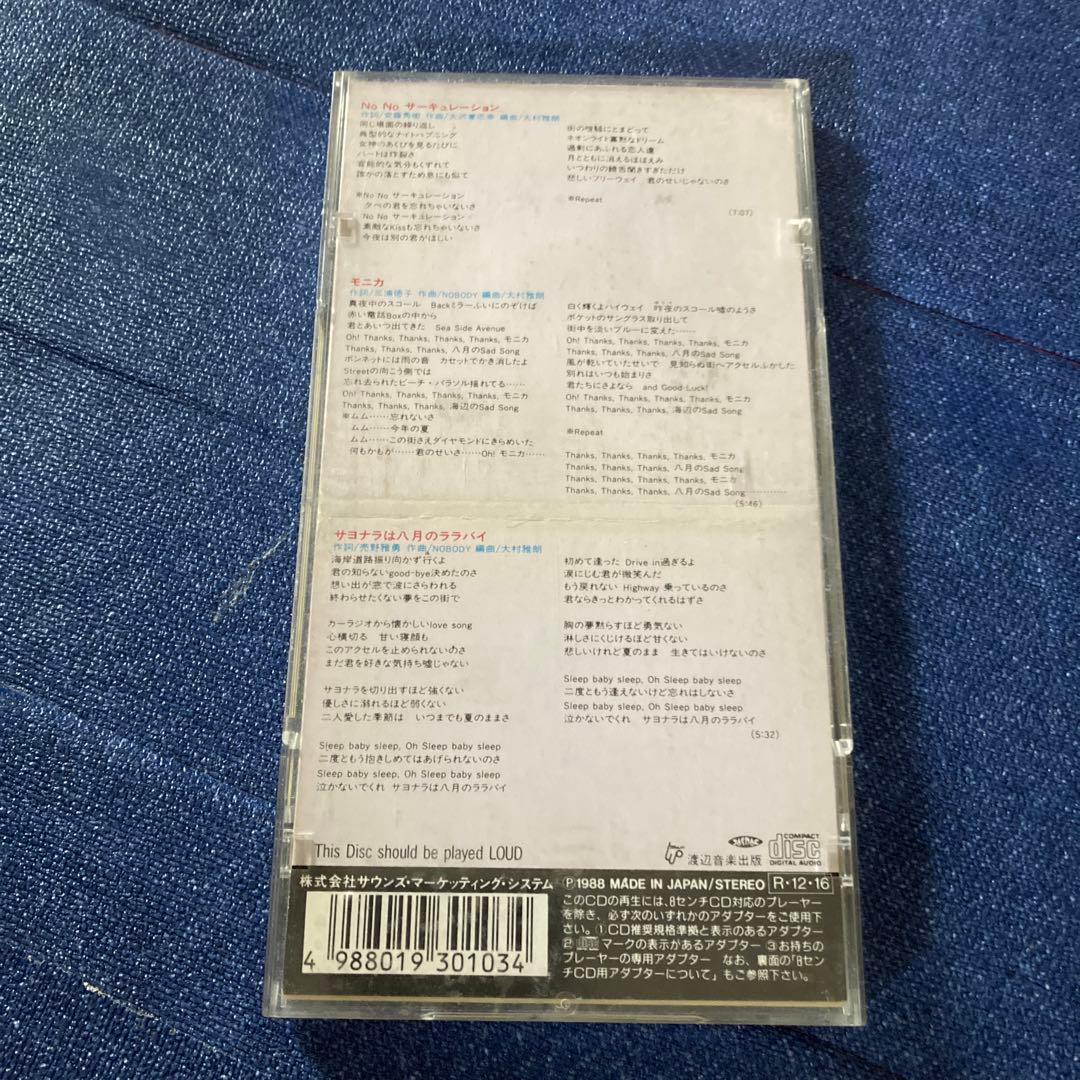 No No サーキュレーション
作詞/安藤秀樹 作曲/大沢誉志幸 編曲/大村雅朗
同じ場面の繰り返し
典型的なナイトハプニング
女神のあくびを見るたびに
ハートは炸裂さ
官能的な気分もくずれて
誰かの落とすため息にも似て
※No No サーキュレーション
夕べの君を忘れちゃいないさ
No No サーキュレーション
素敵なKissも忘れちゃいないさ
今夜は別の君がほしい
街の喧騒にとまどって
ネオンライト寡黙なドリーム
過剰にあふれる恋人達
月とともに消えるほほえみ
いつわりの饒舌聞きすぎただけ
悲しいフリーウェイ 君のせいじゃないのさ
※Repeat
(7:07)
モニカ
作詞/三浦徳子 作曲/NOBODY 編曲/大村雅朗
真夜中のスコール Backミラーふいにのぞけば
赤い電話Boxの中から
君とあいつ出てきた Sea Side Avenue
Oh! Thanks, Thanks, Thanks, Thanks, モニカ
Thanks, Thanks, Thanks, 八月のSad Song
ボンネットには雨の音 カセットでかき消したよ
Streetの向こう側では
忘れ去られたビーチ・パラソル揺れてる……
Oh! Thanks, Thanks, Thanks, Thanks, モニカ
Thanks, Thanks, Thanks, 海辺のSad Song
※ムム……忘れないさ
ムム……今年の夏
ムム……この街さえダイヤモンドにきらめいた
何もかもが……君のせいさ……Oh! モニカ……
白く輝くよハイウェイ 昨夜のスコール嘘のようさ
ポケットのサングラス取り出して
街中を淡いブルーに変えた……
Oh! Thanks, Thanks, Thanks, Thanks, モニカ
Thanks, Thanks, Thanks, 八月のSad Song
風が乾いていたせいで 見知らぬ街へアクセルふかした
別れはいつも始まりさ
君たちにさよなら and Good Luck!
Oh! Thanks, Thanks, Thanks, Thanks, モニカ
Thanks, Thanks, Thanks, 海辺のSad Song
※Repeat
Thanks, Thanks, Thanks, Thanks, モニカ
Thanks, Thanks, Thanks, 八月のSad Song
Thanks, Thanks, Thanks, Thanks, モニカ
Thanks, Thanks, Thanks, 八月のSad Song…………
(5:46)
サヨナラは八月のララバイ
作詞/売野雅勇 作曲/NOBODY 編曲/大村雅朗
海岸道路振り向かず行くよ
君の知らないgood-bye決めたのさ
想い出が窓で波にさらわれる
終わらせたくない夢をこの街で
カーラジオから懐かしいlove song
心横切る 甘い寝顔も
このアクセルを止められないのさ
まだ君を好きな気持ち嘘じゃない
サヨナラを切り出すほど強くない
優しさに溺れるほど弱くない
二人愛した季節は いつまでも夏のままさ
Sleep baby sleep, Oh Sleep baby sleep
二度ともう抱きしめてはあげられないのさ
Sleep baby sleep, Oh Sleep baby sleep
泣かないでくれ サヨナラは八月のララバイ
初めて逢った Drive in過ぎるよ
涙にじむ君が微笑んだ
もう戻れない Highway 乗っているのさ
君ならきっとわかってくれるはずさ
胸の夢黙らすほど勇気ない
淋しさにくじけるほど甘くない
悲しいけれど夏のまま 生きてはいけないのさ
Sleep baby sleep, Oh Sleep baby sleep
二度ともう逢えないけど忘れはしないさ
Sleep baby sleep, Oh Sleep baby sleep
泣かないでくれ サヨナラは八月のララバイ
(5:32)
This Disc should be played LOUD
渡辺音楽出版
JASRAC
COMPACT
disc
DIGITAL AUDIO
株式会社サウンズ・マーケッティング・システム
Ⓟ1988 MADE IN JAPAN/STEREO
R・12・16
このCDの再生には、8センチCD対応のプレーヤー
を除き、必ず次のいずれかのアダプターをご使用下
さい。①CD推奨規格準拠と表示のあるアダプター
②マークの表示があるアダプター ③お持ちの
プレーヤーの専用アダプター なお、裏面の「8セン
チCD用アダプターについて」もご参照下さい。
4 988019 301034